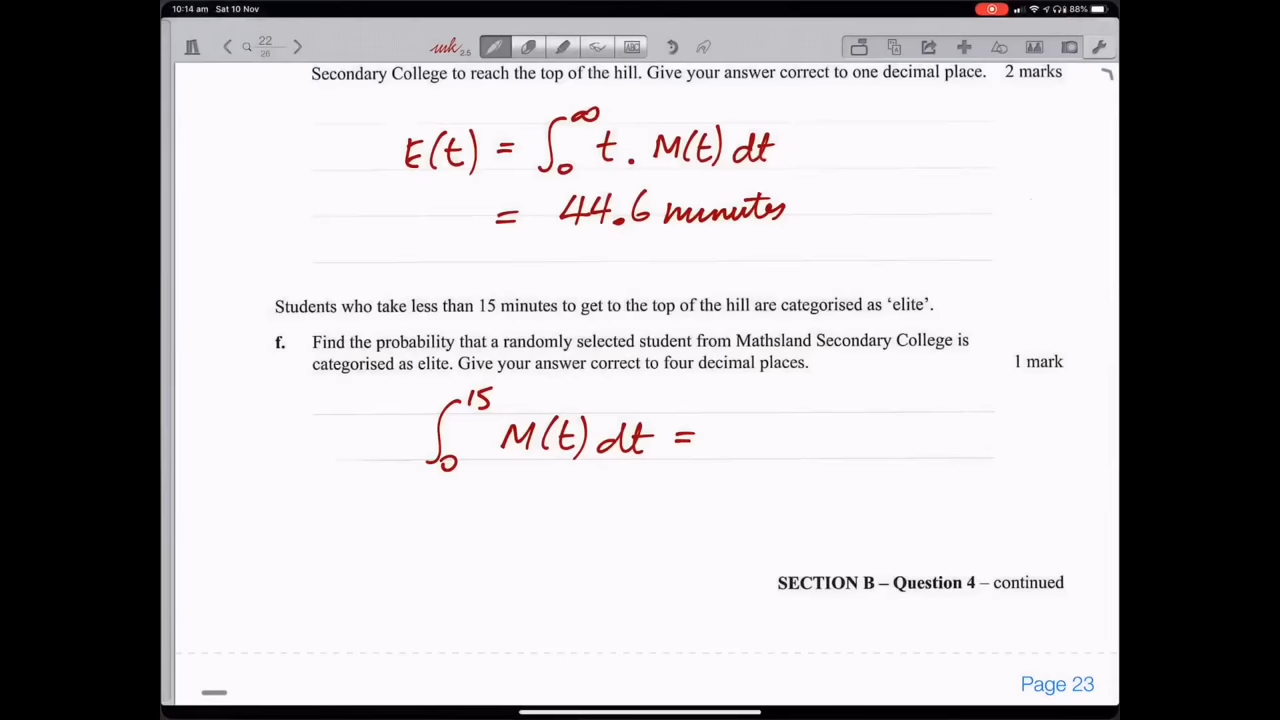 10:14 am Sat 10 Nov
88%
22
26
2.5
ABC
Secondary College to reach the top of the hill. Give your answer correct to one decimal place. 2 marks
E(t) = ∫₀^∞ t . M(t) dt
= 44.6 minutes
Students who take less than 15 minutes to get to the top of the hill are categorised as ‘elite’.
f. Find the probability that a randomly selected student from Mathsland Secondary College is
categorised as elite. Give your answer correct to four decimal places. 1 mark
∫₀^15 M(t) dt =
SECTION B – Question 4 – continued
Page 23